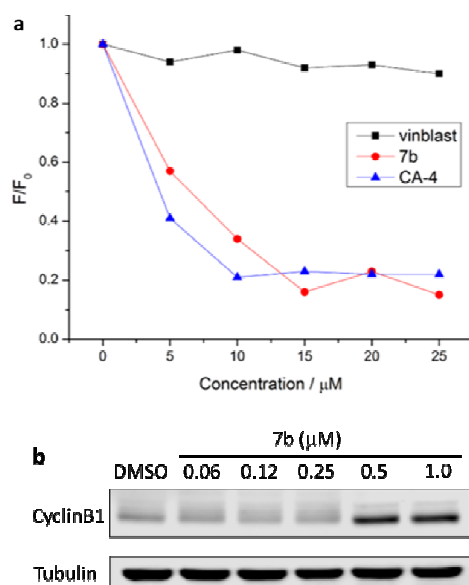 a
1.0
0.8
0.6
0.4
0.2
0.0
F/F₀
vinblast
7b
CA-4
0 5 10 15 20 25
Concentration / μM
b
7b (μM)
DMSO 0.06 0.12 0.25 0.5 1.0
CyclinB1
Tubulin